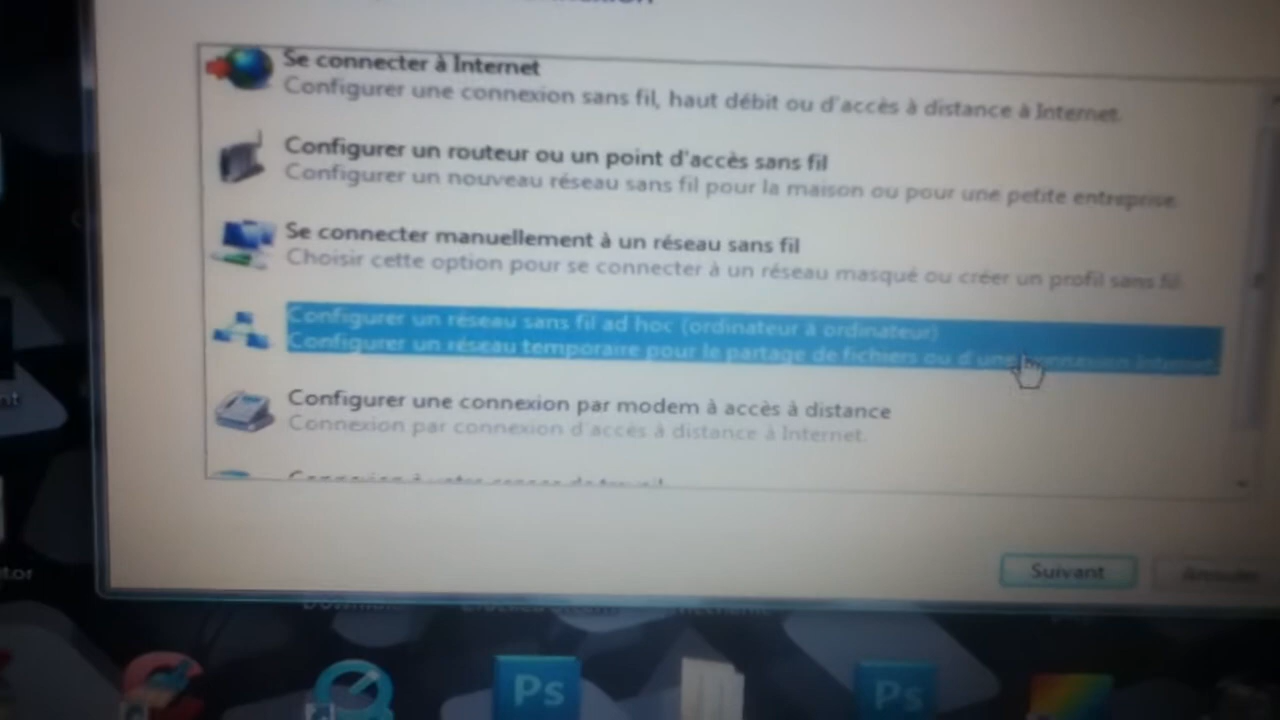 Se connecter à Internet
Configurer une connexion sans fil, haut débit ou d'accès à distance à Internet.
Configurer un routeur ou un point d'accès sans fil
Configurer un nouveau réseau sans fil pour la maison ou pour une petite entreprise.
Se connecter manuellement à un réseau sans fil
Choisir cette option pour se connecter à un réseau masqué ou créer un profil sans fil.
Configurer un réseau sans fil ad hoc (ordinateur à ordinateur)
Configurer un réseau temporaire pour le partage de fichiers ou d'une connexion Internet.
Configurer une connexion par modem à accès à distance
Connexion par connexion d'accès à distance à Internet.
Suivant
Annuler
Ps
Ps